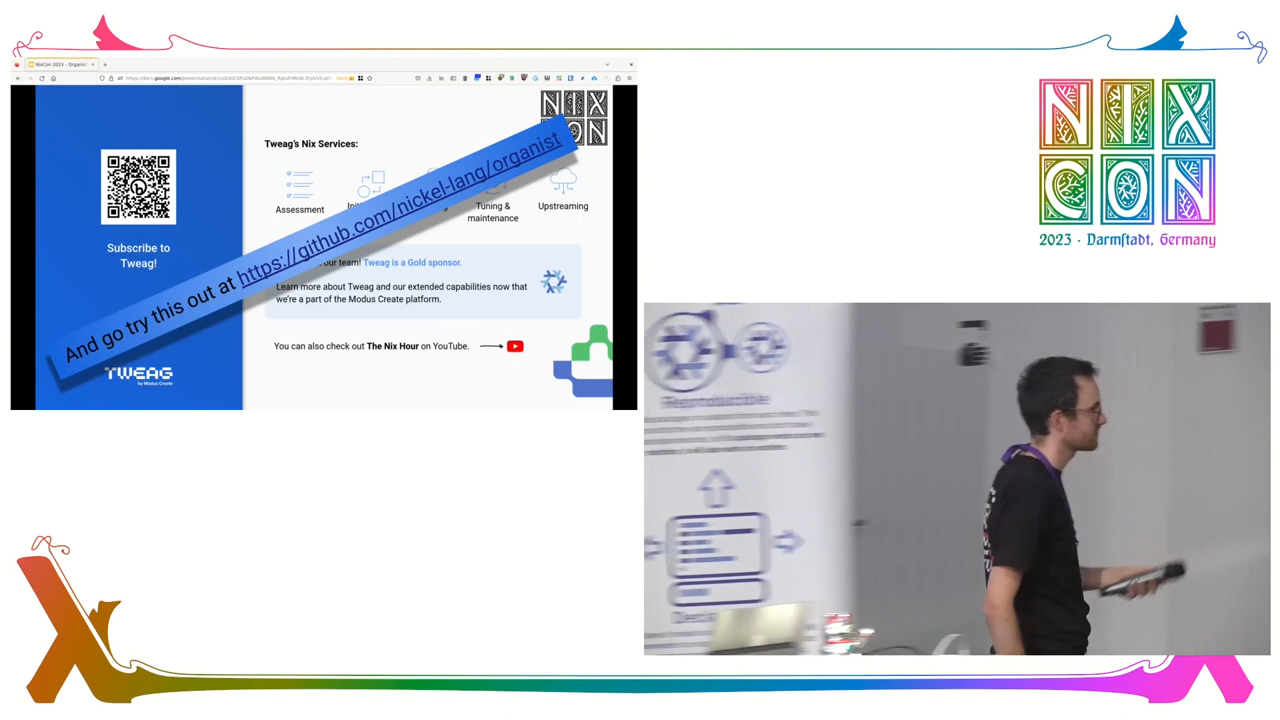 NixCon 2023 - Organist
NIX
CON
Tweag's Nix Services:
Assessment
Tuning &
maintenance
Upstreaming
Subscribe to
Tweag!
our team! Tweag is a Gold sponsor.
Learn more about Tweag and our extended capabilities now that
we're a part of the Modus Create platform.
And go try this out at https://github.com/nickel-lang/organist
You can also check out The Nix Hour on YouTube.
TWEAG
by Modus Create
NIX
CON
2023 · Darmſtadt, Germany
Reproducible